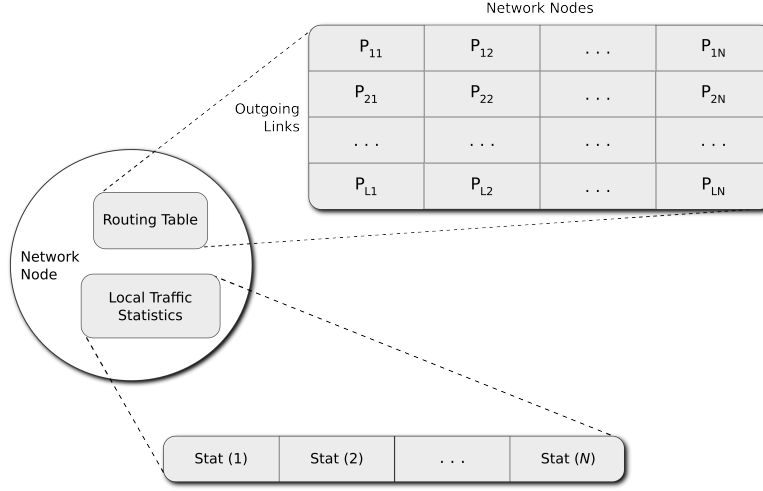 Network Nodes
P11 P12 . . . P1N
P21 P22 . . . P2N
Outgoing
Links
. . . . . . . . . . . .
PL1 PL2 . . . PLN
Routing Table
Network
Node
Local Traffic
Statistics
Stat (1) Stat (2) . . . Stat (N)